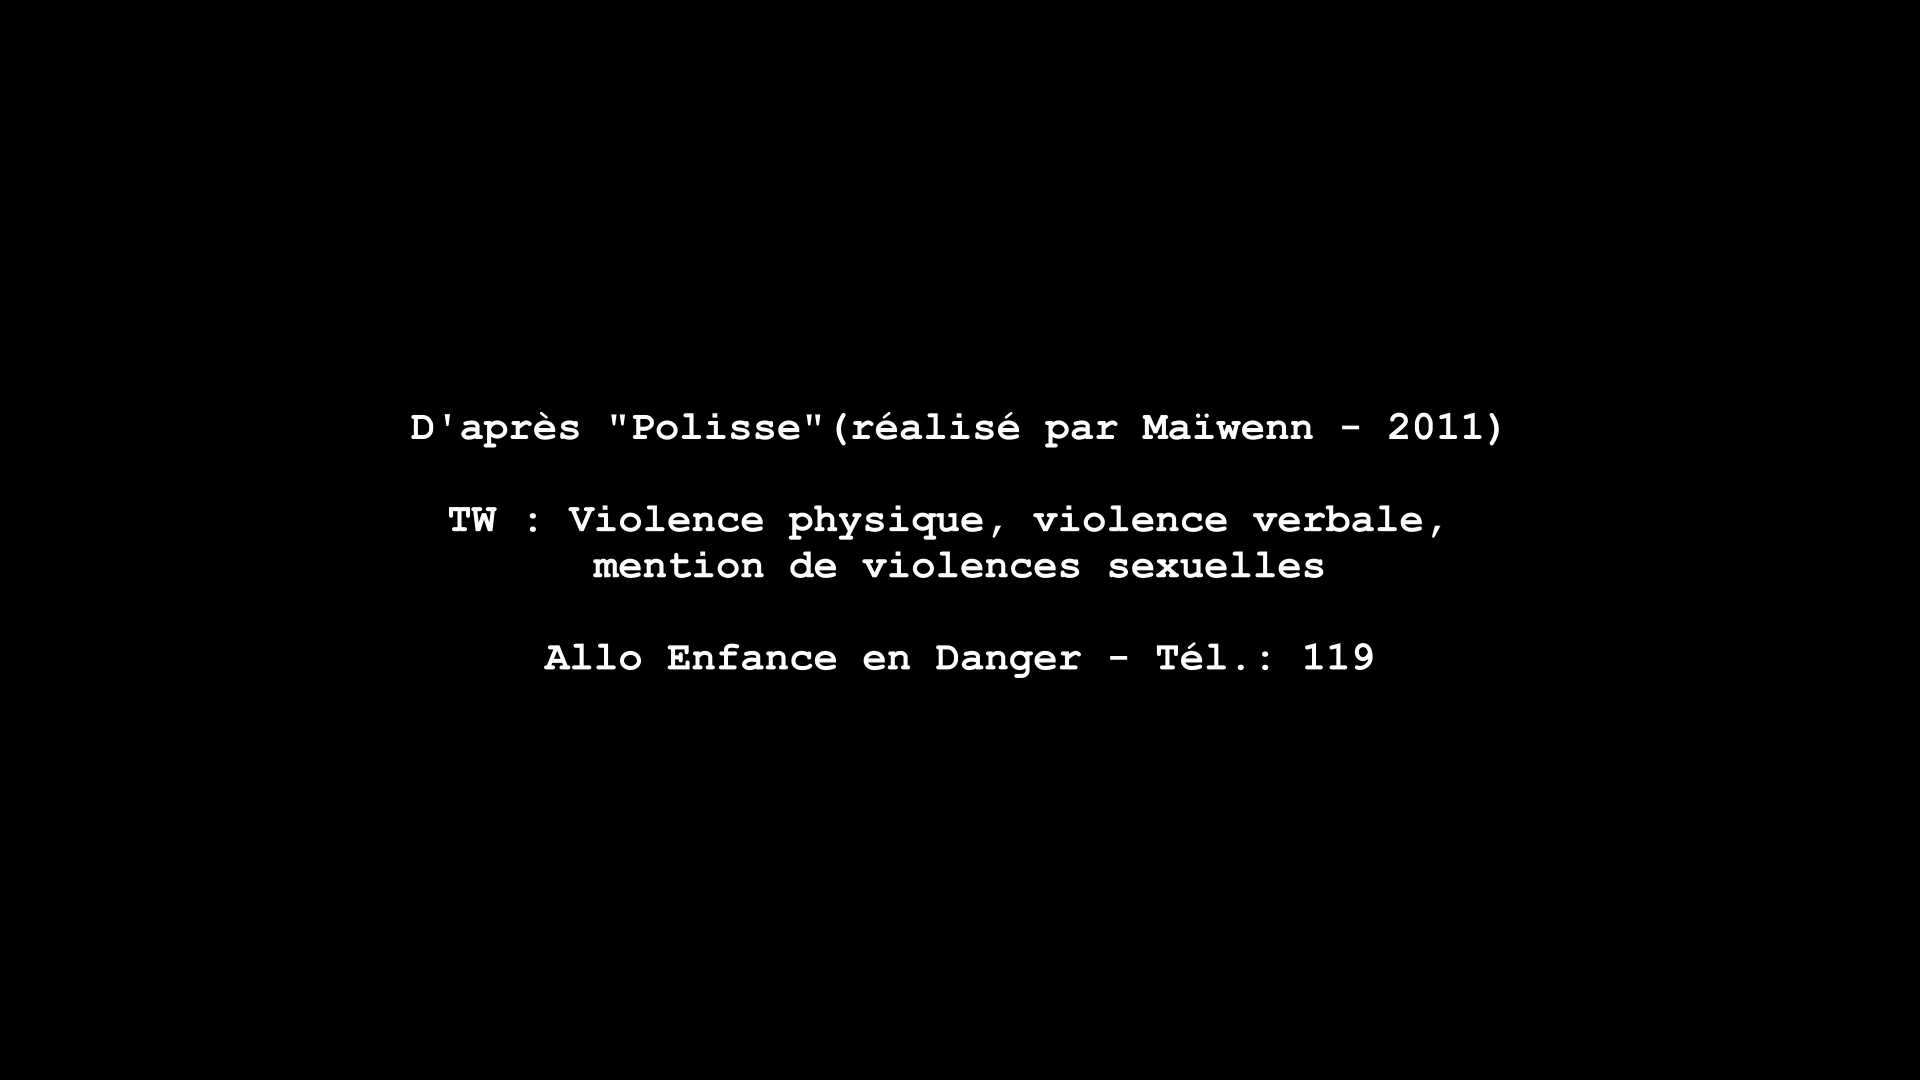 D'après "Polisse"(réalisé par Maïwenn - 2011)
TW : Violence physique, violence verbale,
mention de violences sexuelles
Allo Enfance en Danger - Tél.: 119